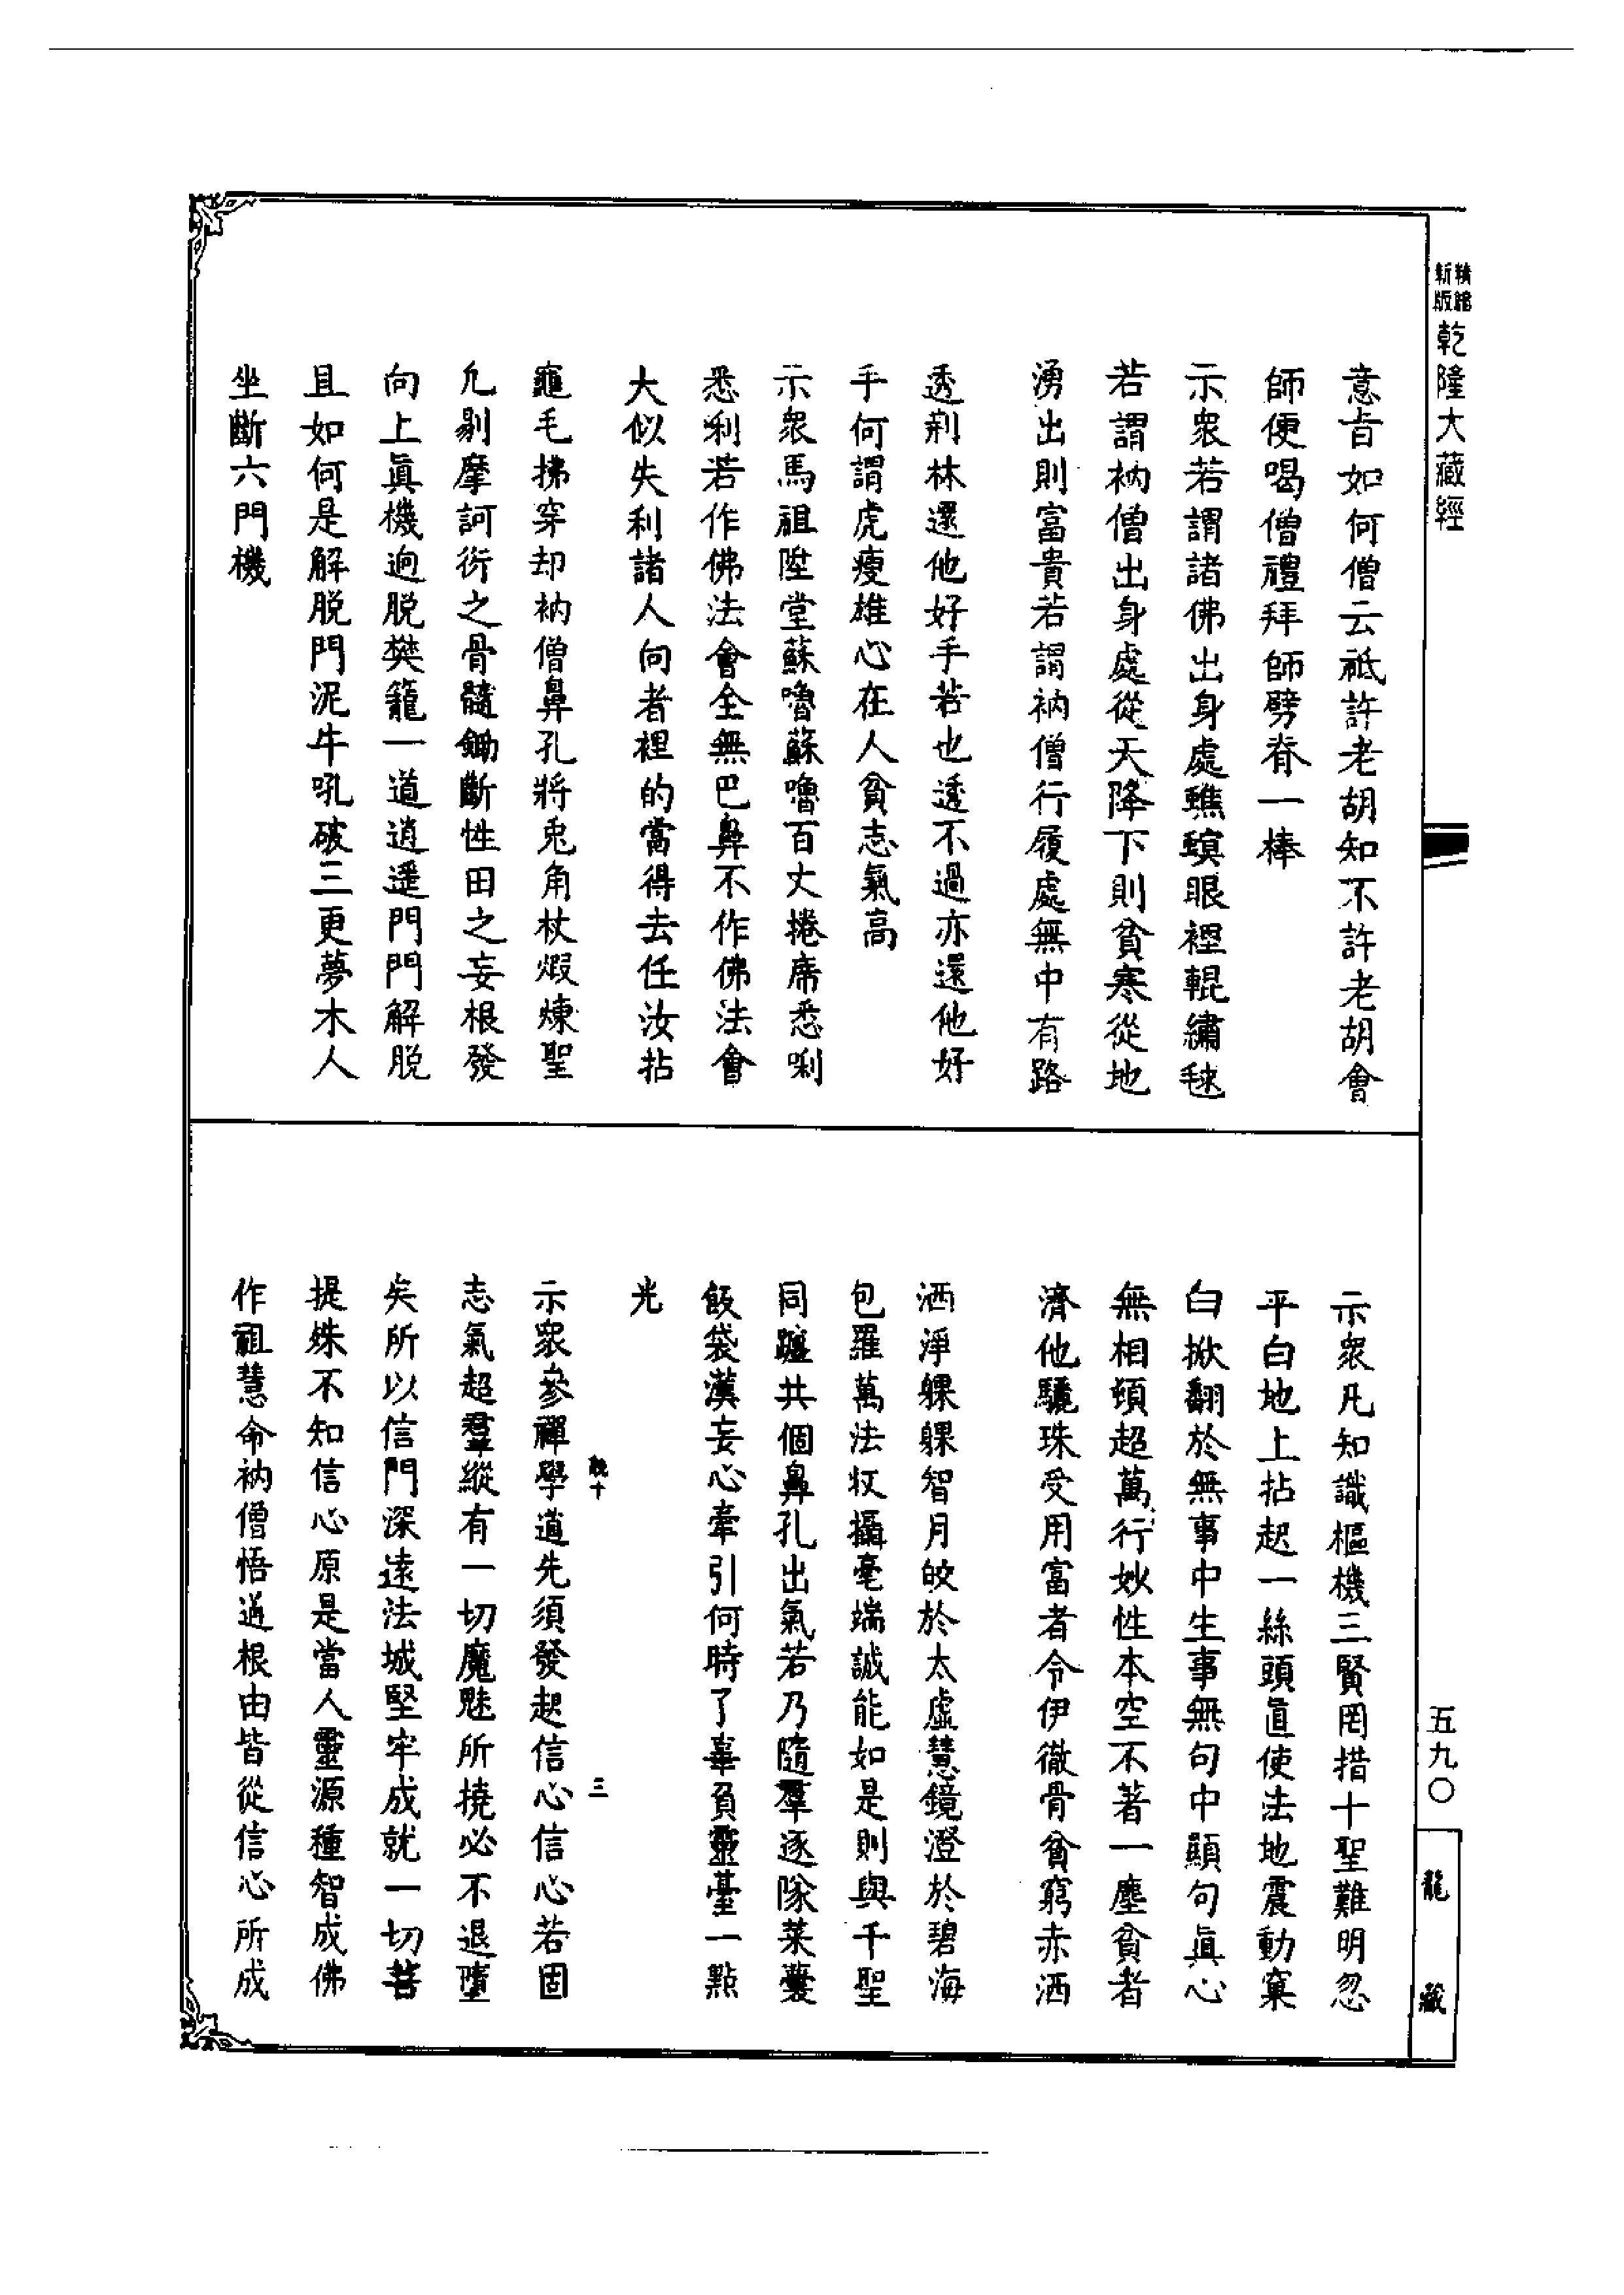 精縮新版乾隆大藏經
意旨如何僧云祇許老胡知不許老胡會
師便喝僧禮拜師劈脊一棒
示衆若謂諸佛出身處蟭螟眼裡輥繡毬
若謂衲僧出身處從天降下則貧寒從地
湧出則富貴若謂衲僧行履處無中有路
透荊林還他好手若也透不過亦還他好
手何謂虎瘦雄心在人貧志氣高
示衆馬祖陞堂蘇嚕蘇嚕百丈捲席悉唎
悉唎若作佛法會全無巴鼻不作佛法會
大似失利諸人向者裡的當得去任汝拈
龜毛拂穿却衲僧鼻孔將兎角杖煆煉聖
凡剔摩訶衍之骨髓鋤斷性田之妄根發
向上眞機逈脱樊籠一道逍遥門門解脱
且如何是解脱門泥牛吼破三更夢木人
坐斷六門機
示衆凡知識樞機三賢罔措十聖難明忽
平白地上拈起一絲頭直使法地震動窠
臼掀翻於無事中生事無句中顯句眞心
無相頓超萬行妙性本空不著一塵貧者
濟他驪珠受用富者令伊徹骨貧窮赤洒
洒淨躶躶智月皎於太虛慧鏡澄於碧海
包羅萬法收攝毫端誠能如是則與千聖
同躔共個鼻孔出氣若乃隨羣逐隊菜囊
飯袋漢妄心牽引何時了辜負靈臺一點
光
三
示衆參禪學道先須發起信心信心若固
志氣超羣縱有一切魔魅所撓必不退墮
矣所以信門深遠法城堅牢成就一切菩
提殊不知信心原是當人靈源種智成佛
作祖慧命衲僧悟道根由皆從信心所成
五九〇
龍藏